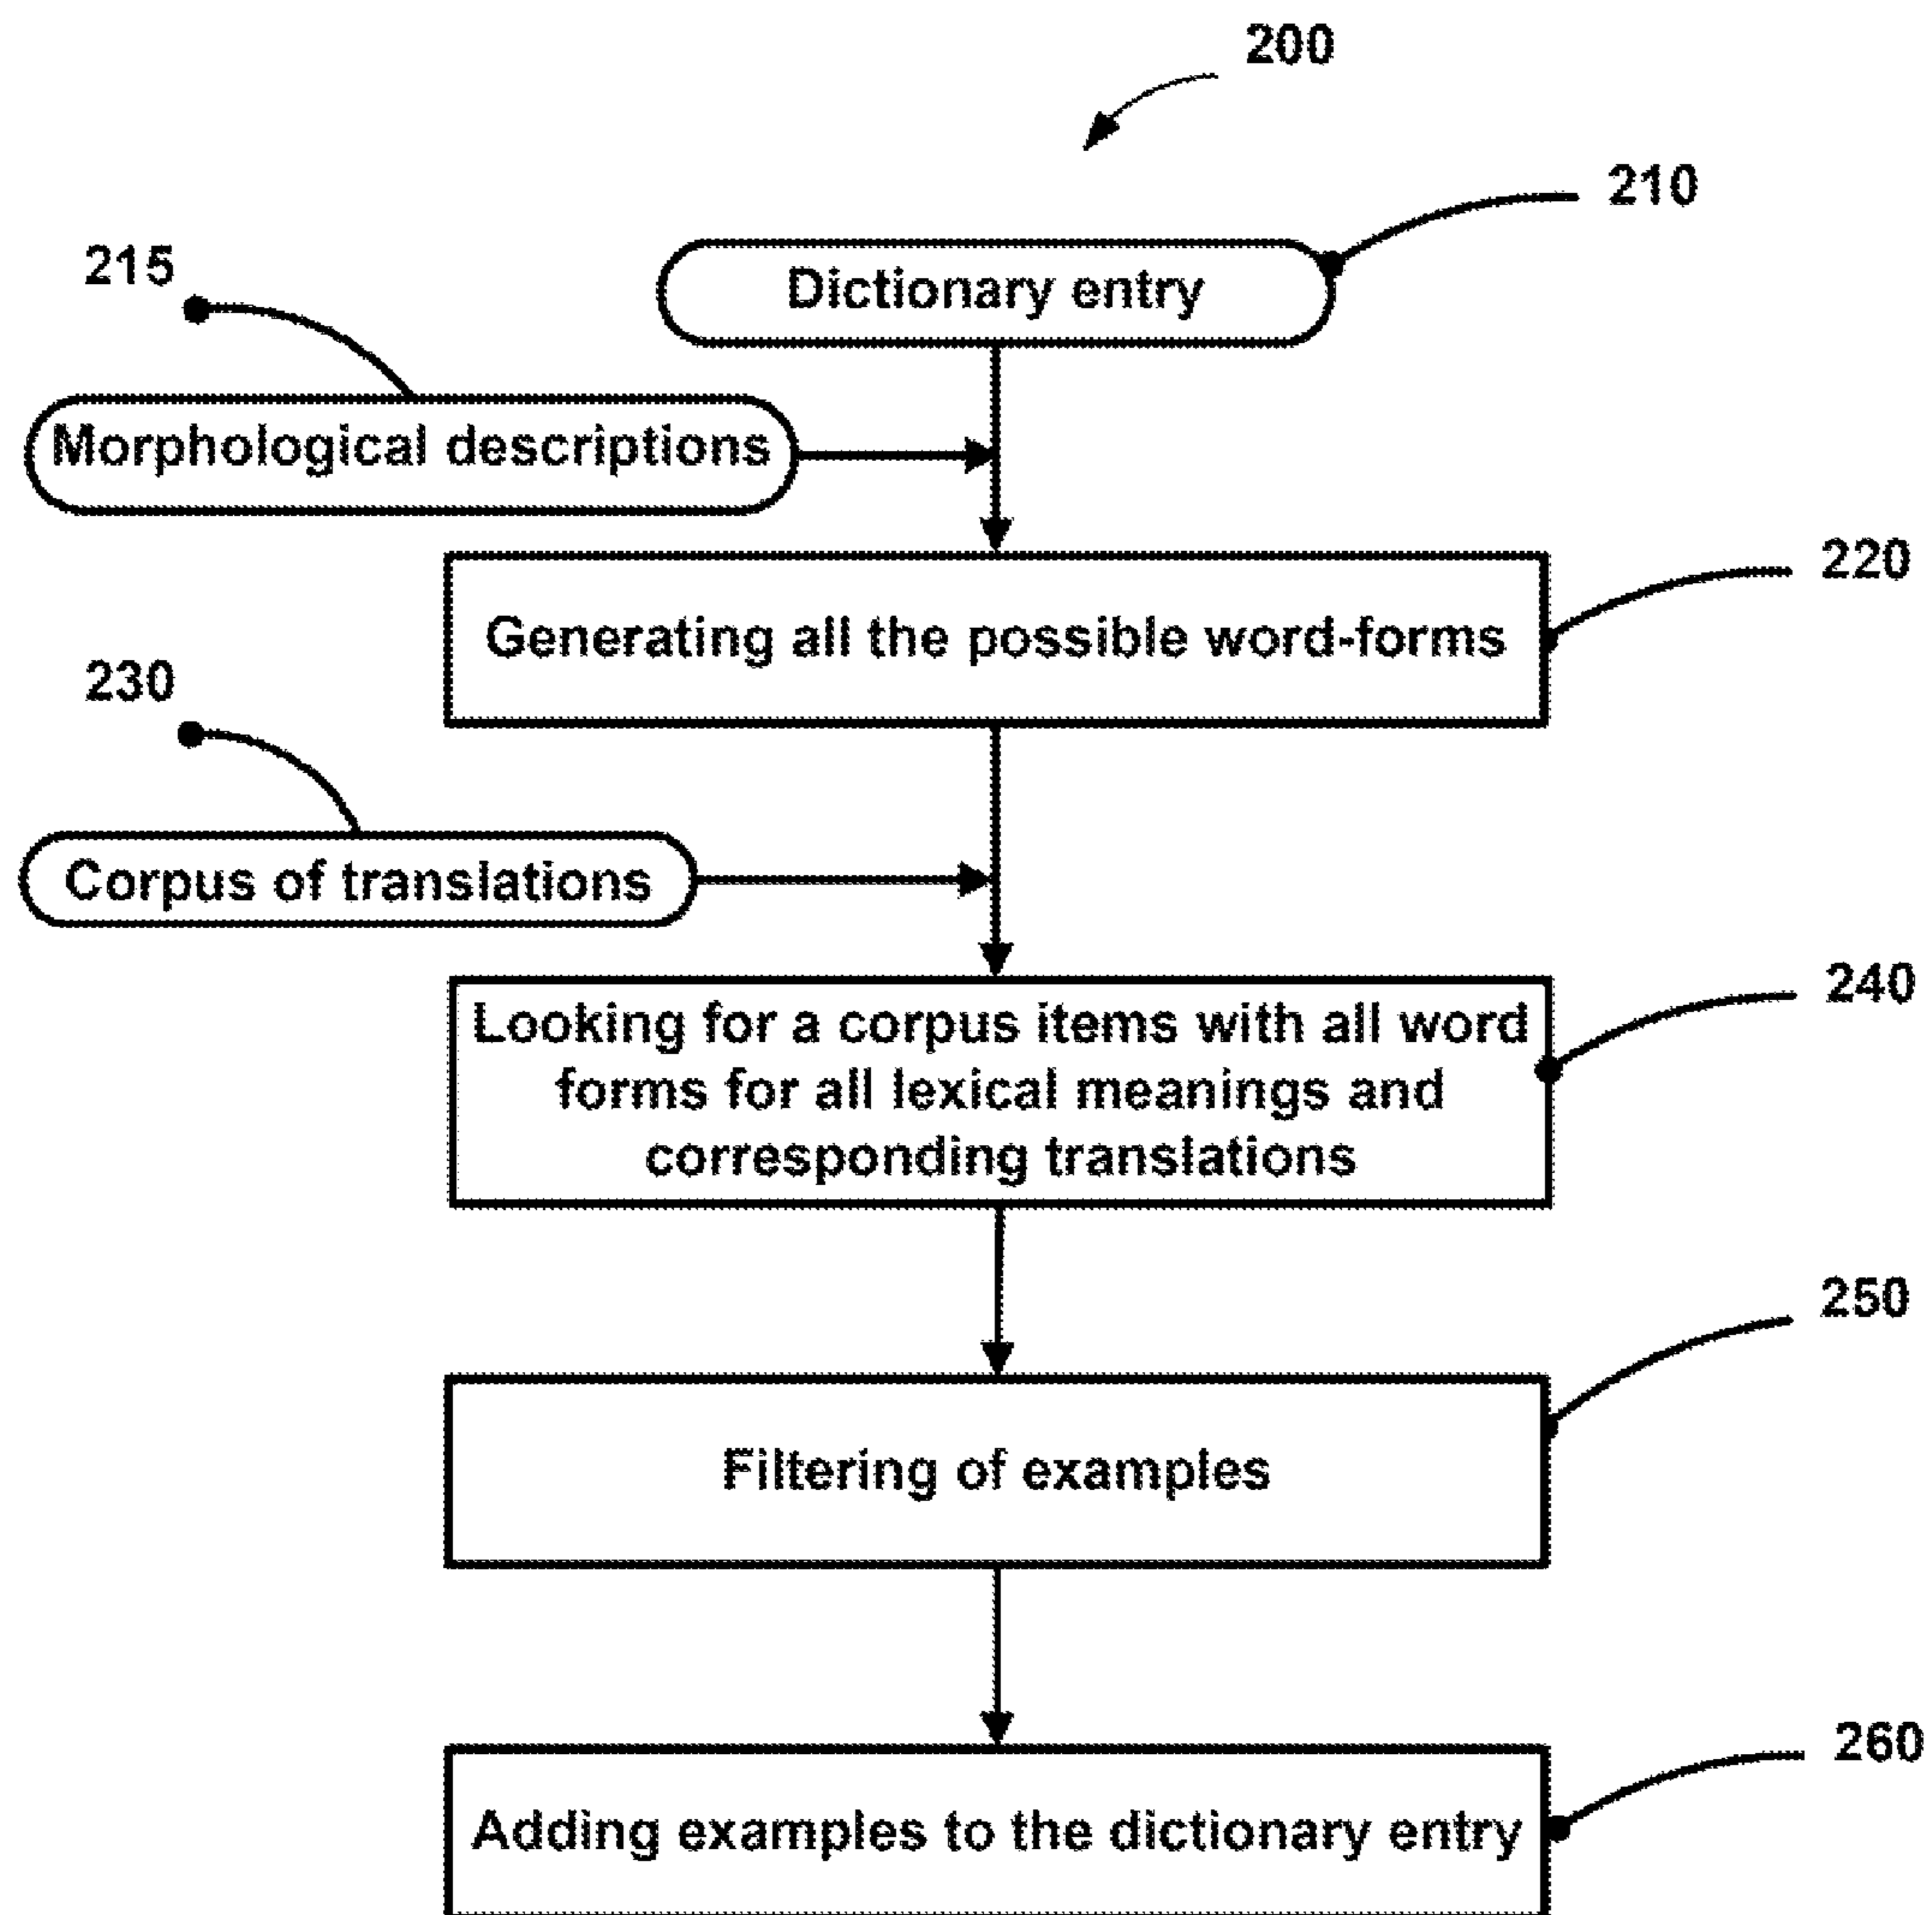 200
210
Dictionary entry
215
Morphological descriptions
220
Generating all the possible word-forms
230
Corpus of translations
240
Looking for a corpus items with all word
forms for all lexical meanings and
corresponding translations
250
Filtering of examples
260
Adding examples to the dictionary entry